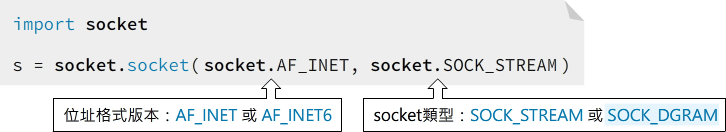 import socket
s = socket.socket( socket.AF_INET, socket.SOCK_STREAM )
位址格式版本：AF_INET 或 AF_INET6
socket類型：SOCK_STREAM 或 SOCK_DGRAM